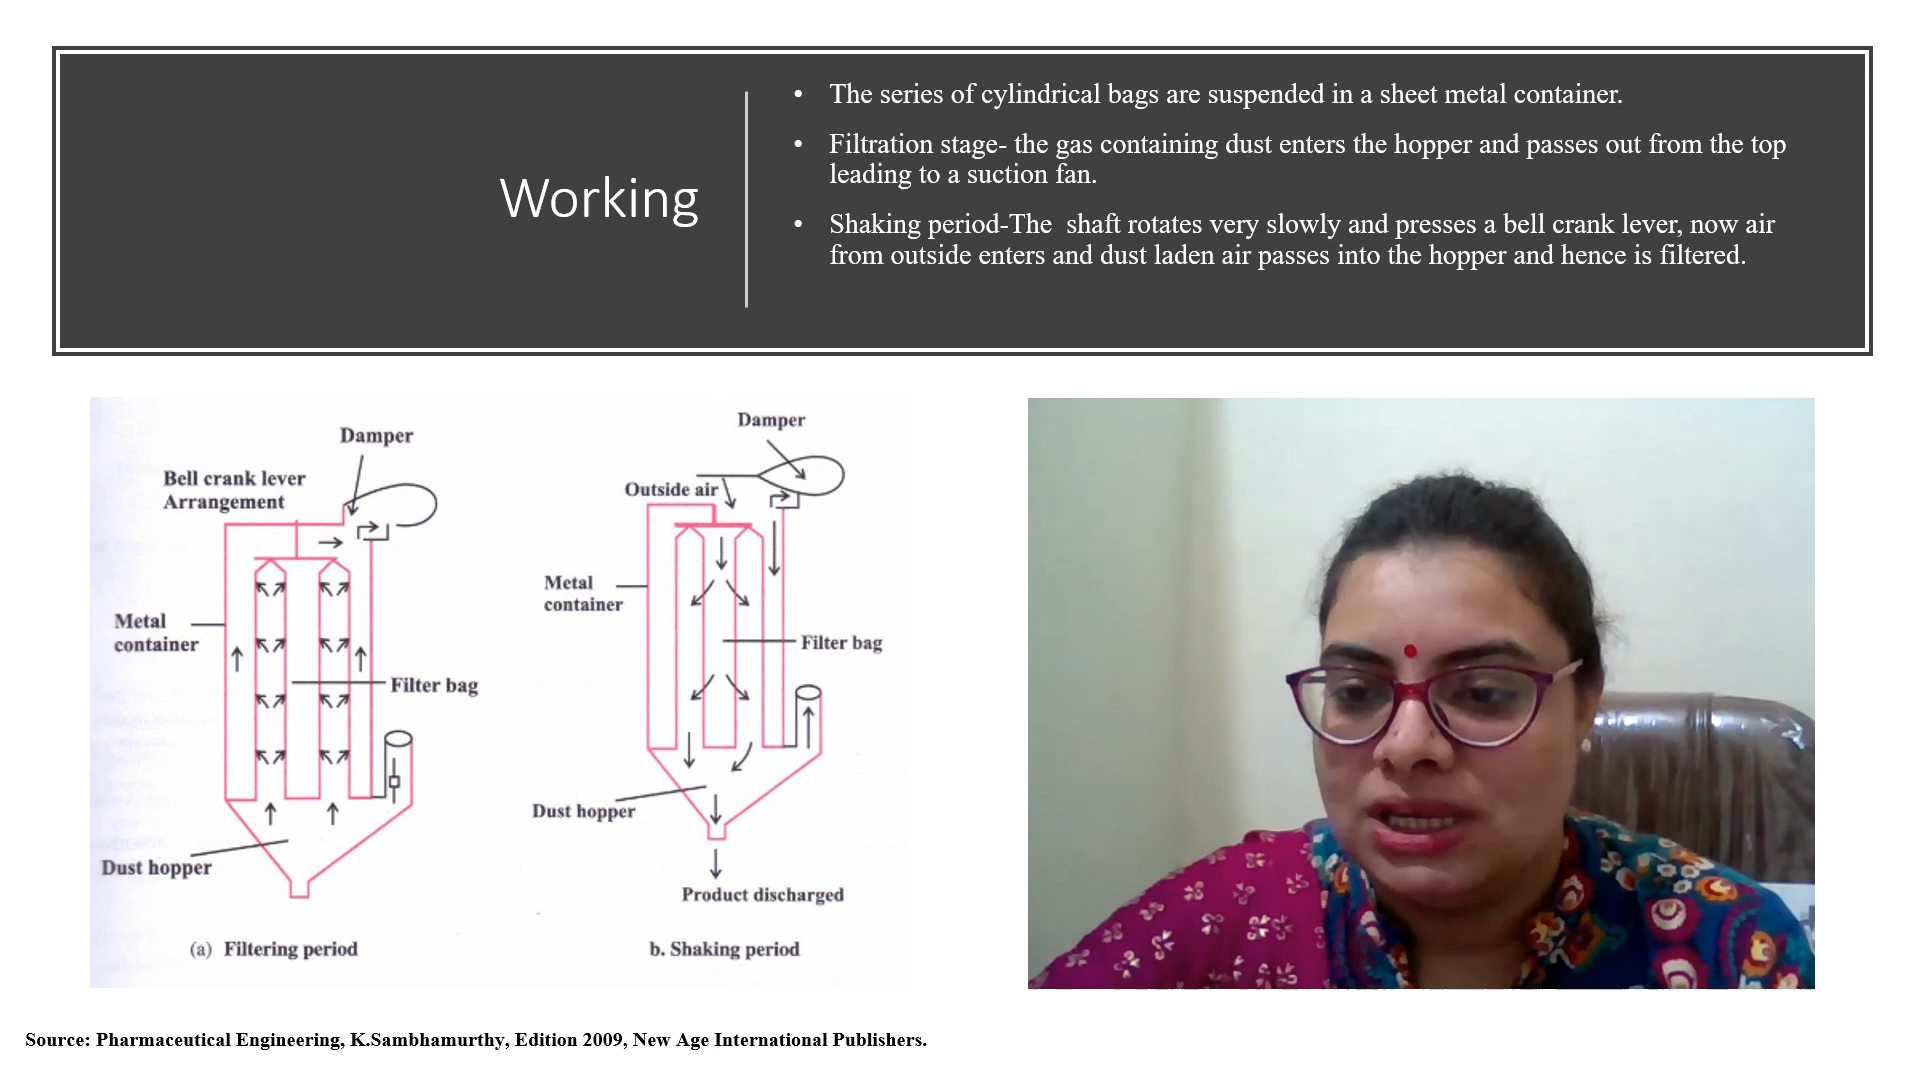 Working
• The series of cylindrical bags are suspended in a sheet metal container.
• Filtration stage- the gas containing dust enters the hopper and passes out from the top
leading to a suction fan.
• Shaking period-The  shaft rotates very slowly and presses a bell crank lever, now air
from outside enters and dust laden air passes into the hopper and hence is filtered.
Damper
Bell crank lever
Arrangement
Metal
container
Filter bag
Dust hopper
(a) Filtering period
Damper
Outside air
Metal
container
Filter bag
Dust hopper
Product discharged
b. Shaking period
Source: Pharmaceutical Engineering, K.Sambhamurthy, Edition 2009, New Age International Publishers.